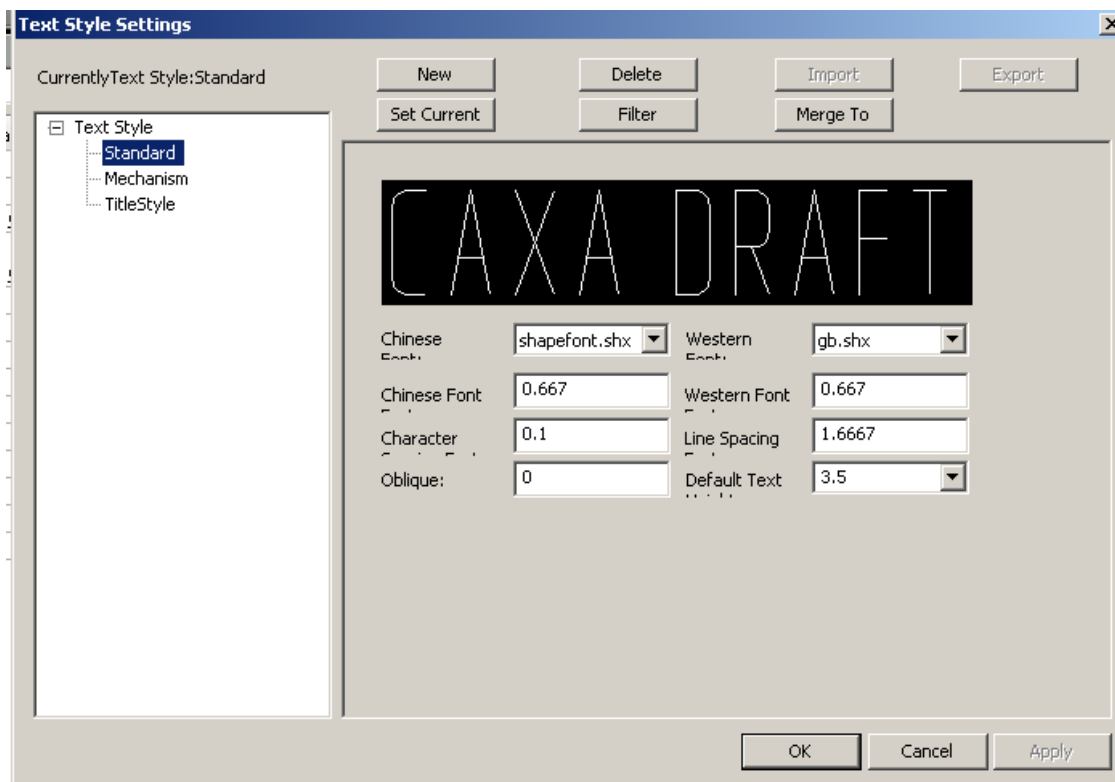 Text Style Settings
CurrentlyText Style:Standard
New
Delete
Import
Export
Set Current
Filter
Merge To
Text Style
Standard
Mechanism
TitleStyle
CAXA DRAFT
Chinese
shapefont.shx
Western
gb.shx
Chinese Font
0.667
Western Font
0.667
Character
0.1
Line Spacing
1.6667
Oblique:
0
Default Text
3.5
OK
Cancel
Apply